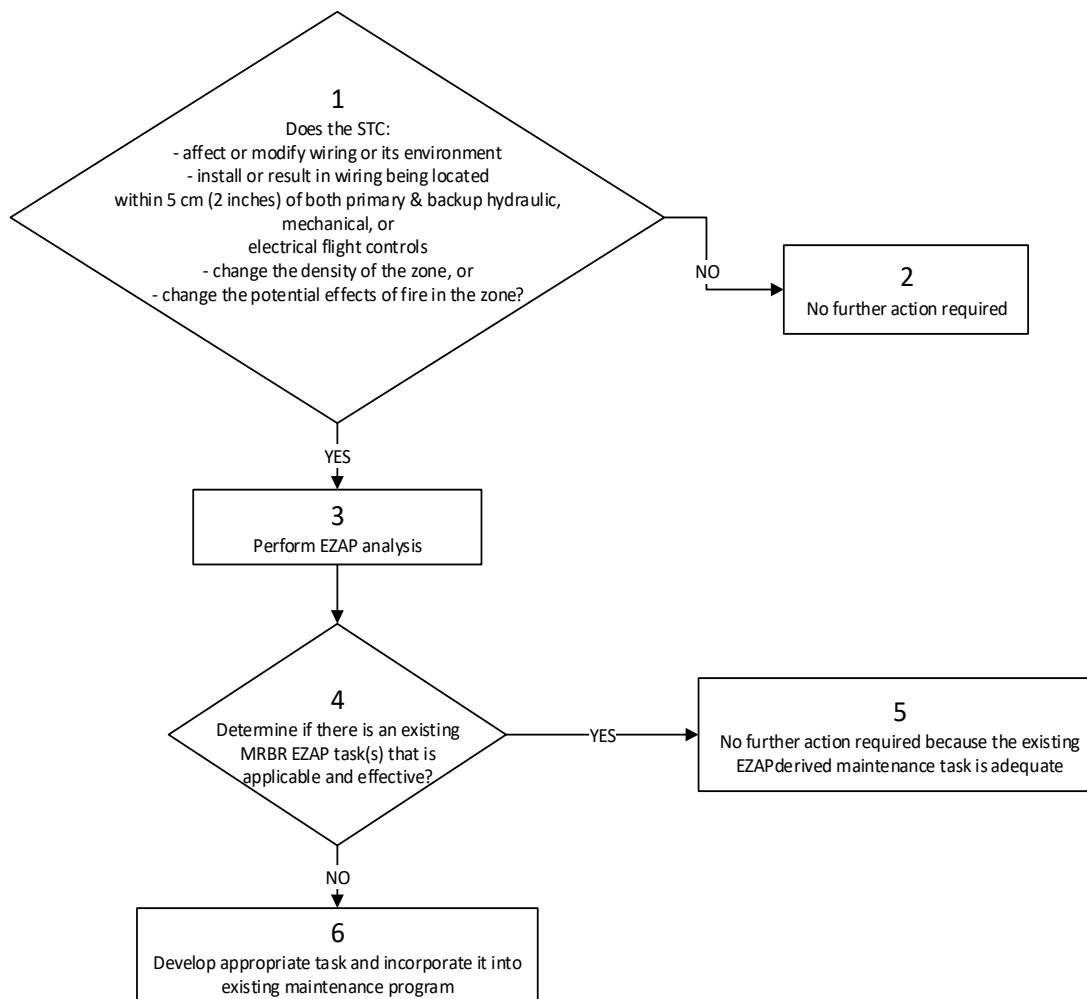 1
Does the STC:
- affect or modify wiring or its environment
- install or result in wiring being located
within 5 cm (2 inches) of both primary & backup hydraulic,
mechanical, or
electrical flight controls
- change the density of the zone, or
- change the potential effects of fire in the zone?
NO
2
No further action required
YES
3
Perform EZAP analysis
4
Determine if there is an existing
MRBR EZAP task(s) that is
applicable and effective?
YES
5
No further action required because the existing
EZAPderived maintenance task is adequate
NO
6
Develop appropriate task and incorporate it into
existing maintenance program